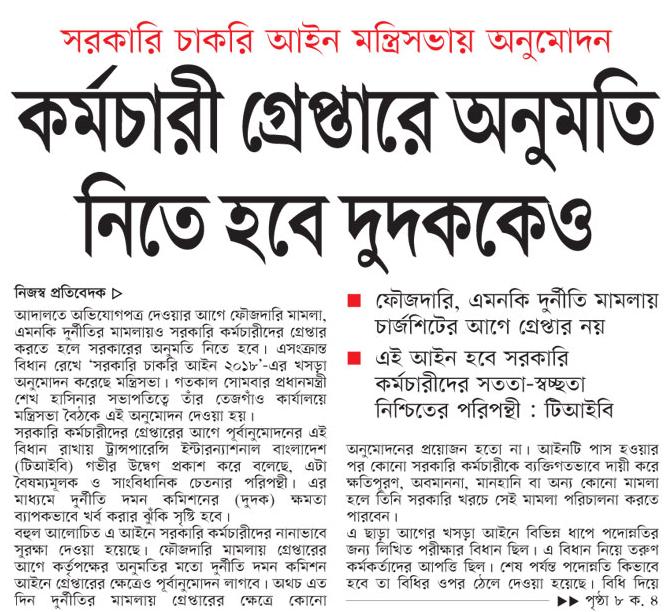 সরকারি চাকরি আইন মন্ত্রিসভায় অনুমোদন
কর্মচারী গ্রেপ্তারে অনুমতি
নিতে হবে দুদককেও
নিজস্ব প্রতিবেদক ▷
আদালতে অভিযোগপত্র দেওয়ার আগে ফৌজদারি মামলা,
এমনকি দুর্নীতির মামলায়ও সরকারি কর্মচারীদের গ্রেপ্তার
করতে হলে সরকারের অনুমতি নিতে হবে। এসংক্রান্ত
বিধান রেখে ‘সরকারি চাকরি আইন ২০১৮’-এর খসড়া
অনুমোদন করেছে মন্ত্রিসভা। গতকাল সোমবার প্রধানমন্ত্রী
শেখ হাসিনার সভাপতিত্বে তাঁর তেজগাঁও কার্যালয়ে
মন্ত্রিসভা বৈঠকে এই অনুমোদন দেওয়া হয়।
সরকারি কর্মচারীদের গ্রেপ্তারের আগে পূর্বানুমোদনের এই
বিধান রাখায় ট্রান্সপারেন্সি ইন্টারন্যাশনাল বাংলাদেশ
(টিআইবি) গভীর উদ্বেগ প্রকাশ করে বলেছে, এটা
বৈষম্যমূলক ও সাংবিধানিক চেতনার পরিপন্থী। এর
মাধ্যমে দুর্নীতি দমন কমিশনের (দুদক) ক্ষমতা
ব্যাপকভাবে খর্ব করার ঝুঁকি সৃষ্টি হবে।
বহুল আলোচিত এ আইনে সরকারি কর্মচারীদের নানাভাবে
সুরক্ষা দেওয়া হয়েছে। ফৌজদারি মামলায় গ্রেপ্তারের
আগে কর্তৃপক্ষের অনুমতির মতো দুর্নীতি দমন কমিশন
আইনে গ্রেপ্তারের ক্ষেত্রেও পূর্বানুমোদন লাগবে। অথচ এত
দিন দুর্নীতির মামলায় গ্রেপ্তারের ক্ষেত্রে কোনো
■ ফৌজদারি, এমনকি দুর্নীতি মামলায়
চার্জশিটের আগে গ্রেপ্তার নয়
■ এই আইন হবে সরকারি
কর্মচারীদের সততা-স্বচ্ছতা
নিশ্চিতের পরিপন্থী : টিআইবি
অনুমোদনের প্রয়োজন হতো না। আইনটি পাস হওয়ার
পর কোনো সরকারি কর্মচারীকে ব্যক্তিগতভাবে দায়ী করে
ক্ষতিপূরণ, অবমাননা, মানহানি বা অন্য কোনো মামলা
হলে তিনি সরকারি খরচে সেই মামলা পরিচালনা করতে
পারবেন।
এ ছাড়া আগের খসড়া আইনে বিভিন্ন ধাপে পদোন্নতির
জন্য লিখিত পরীক্ষার বিধান ছিল। এ বিধান নিয়ে তরুণ
কর্মকর্তাদের আপত্তি ছিল। শেষ পর্যন্ত পদোন্নতি কিভাবে
হবে তা বিধির ওপর ঠেলে দেওয়া হয়েছে। বিধি দিয়ে
▶▶ পৃষ্ঠা ৮ ক. ৪